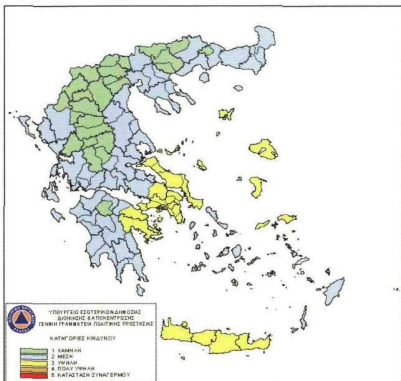 ΥΠΟΥΡΓΕΙΟ ΕΣΩΤΕΡΙΚΩΝ ΔΗΜΟΣΙΑΣ
ΔΙΟΙΚΗΣΗΣ & ΑΠΟΚΕΝΤΡΩΣΗΣ
ΓΕΝΙΚΗ ΓΡΑΜΜΑΤΕΙΑ ΠΟΛΙΤΙΚΗΣ ΠΡΟΣΤΑΣΙΑΣ
ΚΑΤΗΓΟΡΙΕΣ ΚΙΝΔΥΝΟΥ
1 ΧΑΜΗΛΗ
2 ΜΕΣΗ
3 ΥΨΗΛΗ
4 ΠΟΛΥ ΥΨΗΛΗ
5 ΚΑΤΑΣΤΑΣΗ ΣΥΝΑΓΕΡΜΟΥ